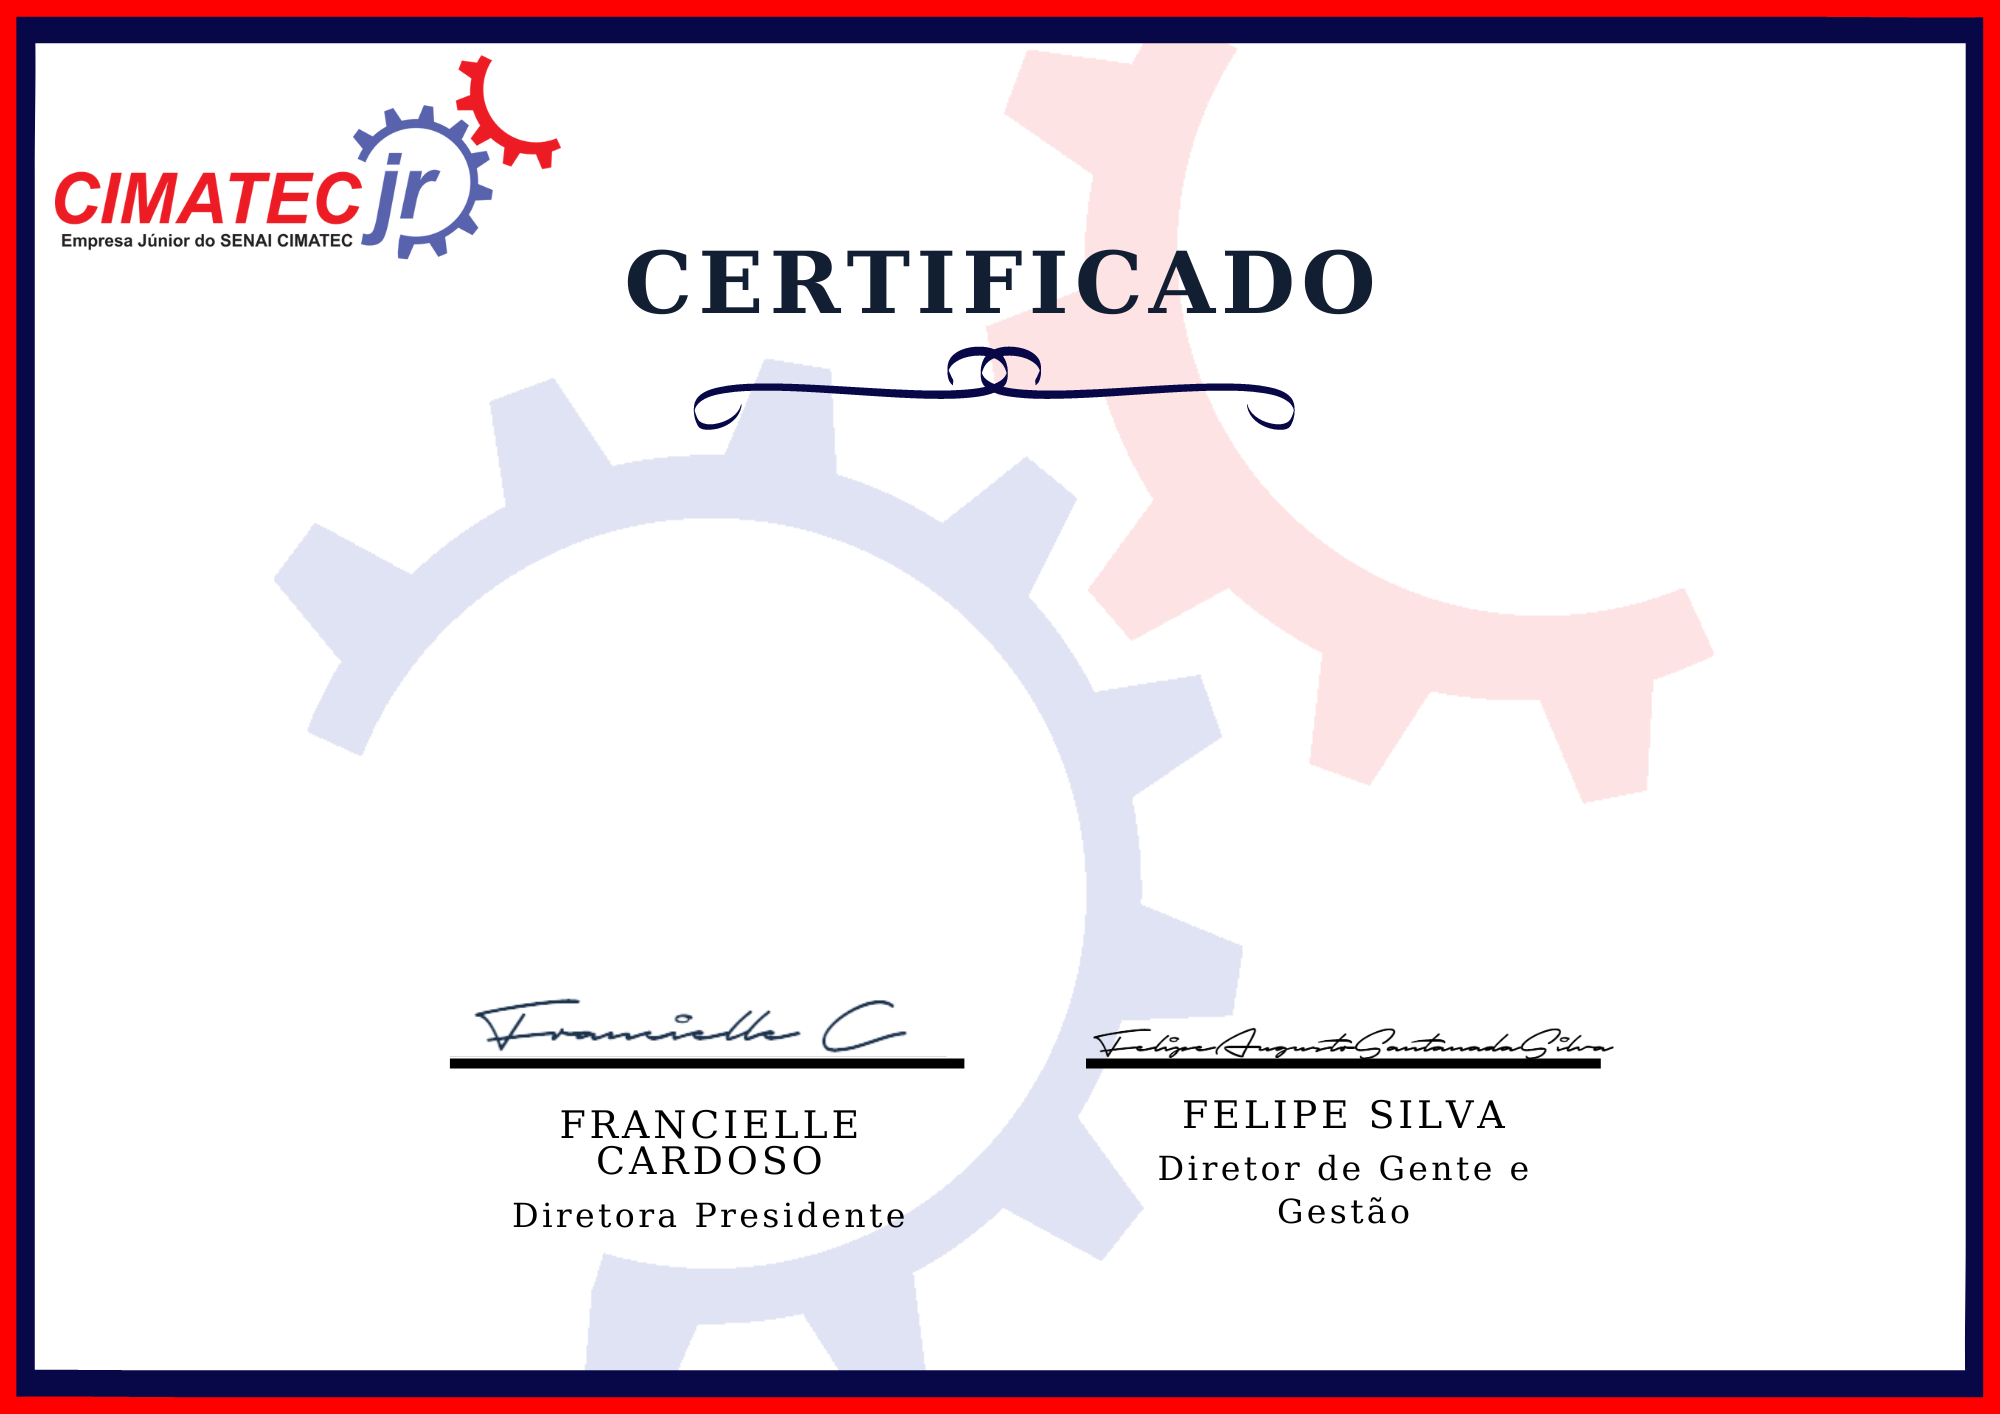 CIMATEC jr
Empresa Júnior do SENAI CIMATEC
CERTIFICADO
Francielle C
FRANCIELLE
CARDOSO
Diretora Presidente
Felipe Augusto Santana da Silva
FELIPE SILVA
Diretor de Gente e
Gestão